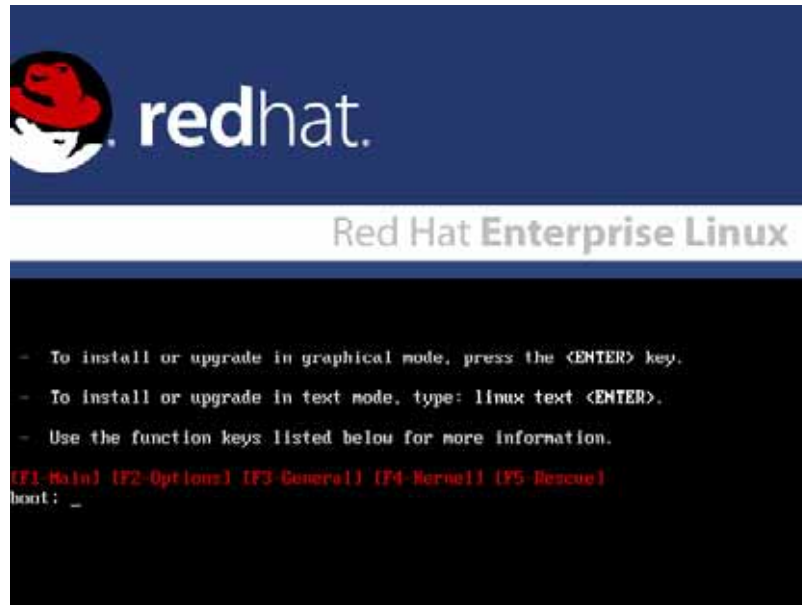 redhat.
Red Hat Enterprise Linux
- To install or upgrade in graphical mode, press the <ENTER> key.
- To install or upgrade in text mode, type: linux text <ENTER>.
- Use the function keys listed below for more information.
[F1-Main] [F2-Options] [F3-General] [F4-Kernel] [F5-Rescue]
boot: _